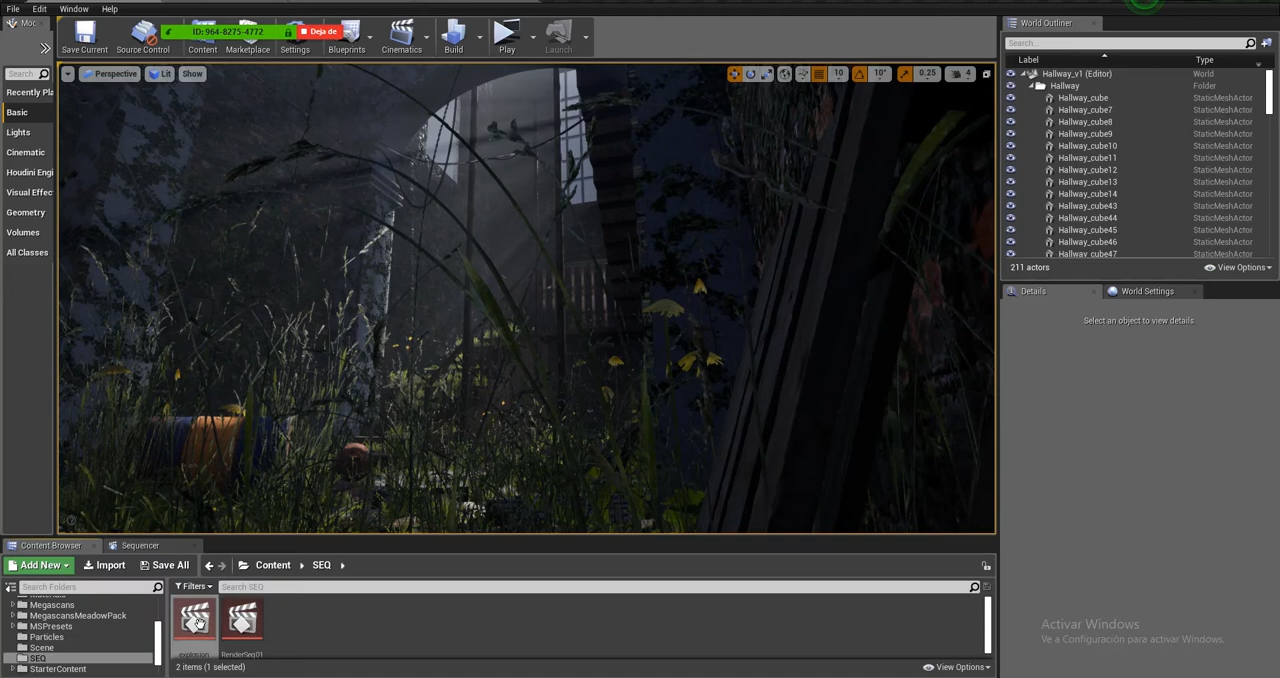 File Edit Window Help
Moc
ID: 964-8275-4772 Deja de
Save Current Source Control Content Marketplace Settings Blueprints Cinematics Build Play Launch
Search
Recently Pla
Basic
Lights
Cinematic
Houdini Engi
Visual Effec
Geometry
Volumes
All Classes
Perspective Lit Show
10 10° 0.25 4
World Outliner
Search...
Label Type
Hallway_v1 (Editor) World
Hallway Folder
Hallway_cube StaticMeshActor
Hallway_cube7 StaticMeshActor
Hallway_cube8 StaticMeshActor
Hallway_cube9 StaticMeshActor
Hallway_cube10 StaticMeshActor
Hallway_cube11 StaticMeshActor
Hallway_cube12 StaticMeshActor
Hallway_cube13 StaticMeshActor
Hallway_cube14 StaticMeshActor
Hallway_cube43 StaticMeshActor
Hallway_cube44 StaticMeshActor
Hallway_cube45 StaticMeshActor
Hallway_cube46 StaticMeshActor
Hallway_cube47 StaticMeshActor
211 actors View Options
Details World Settings
Select an object to view details
Content Browser Sequencer
Add New Import Save All Content SEQ
Search Folders
Filters Search SEQ
Materials
Megascans
MegascansMeadowPack
MSPresets
Particles
Scene
SEQ
StarterContent
explosion RenderSeq01
2 items (1 selected) View Options
Activar Windows
Ve a Configuración para activar Windows.